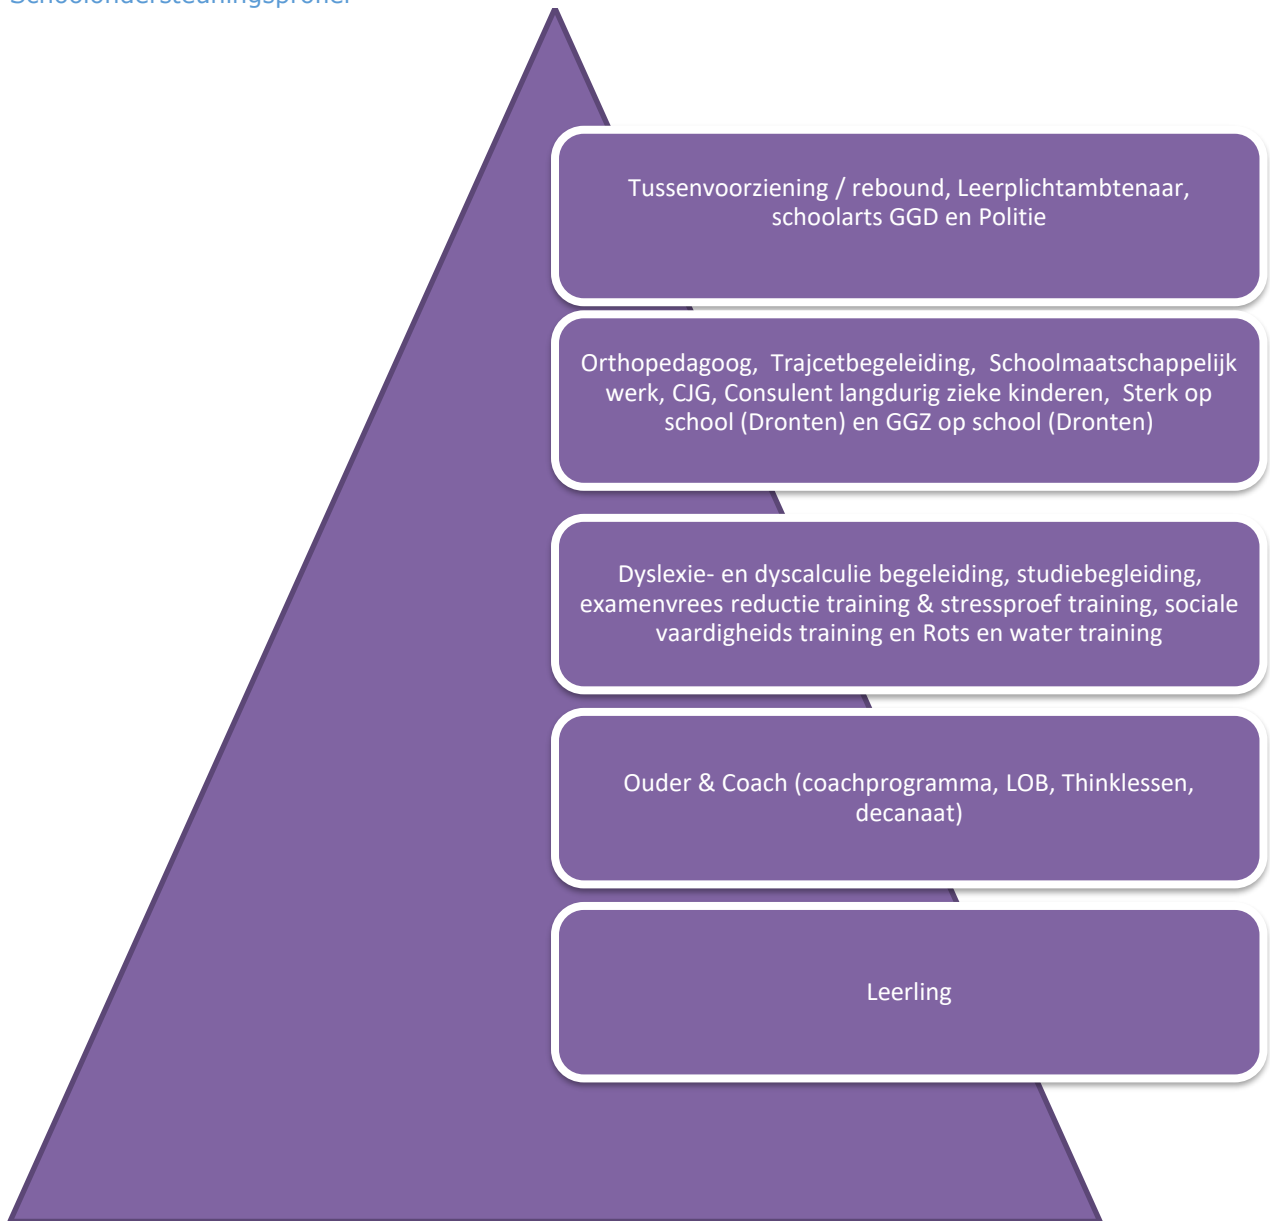 Schoolondersteuningsprofiel
Tussenvoorziening / rebound, Leerplichtambtenaar,
schoolarts GGD en Politie
Orthopedagoog, Trajcetbegeleiding, Schoolmaatschappelijk
werk, CJG, Consulent langdurig zieke kinderen, Sterk op
school (Dronten) en GGZ op school (Dronten)
Dyslexie- en dyscalculie begeleiding, studiebegleiding,
examenvrees reductie training & stressproef training, sociale
vaardigheids training en Rots en water training
Ouder & Coach (coachprogramma, LOB, Thinklessen,
decanaat)
Leerling